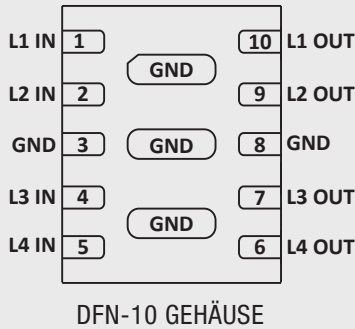 L1 IN 1 10 L1 OUT
GND
L2 IN 2 9 L2 OUT
GND 3 GND 8 GND
L3 IN 4 7 L3 OUT
GND
L4 IN 5 6 L4 OUT
DFN-10 GEHÄUSE